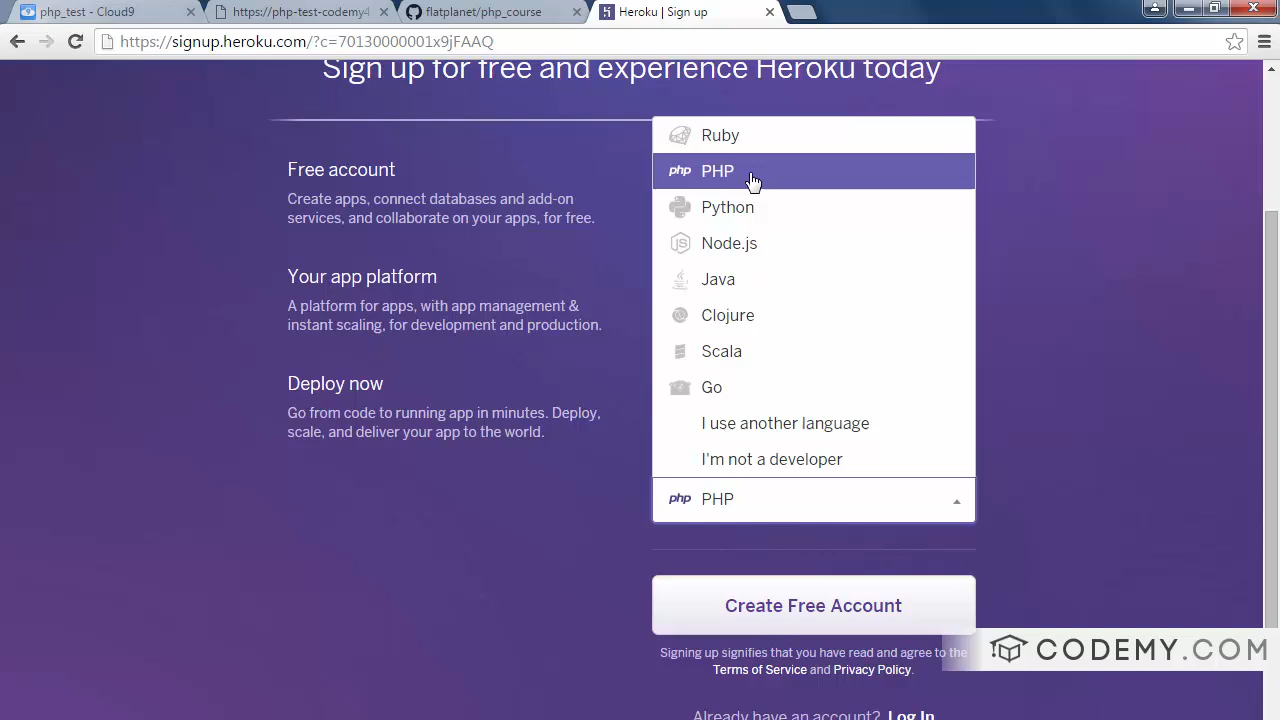 php_test - Cloud9
https://php-test-codemy4
flatplanet/php_course
Heroku | Sign up
https://signup.heroku.com/?c=70130000001x9jFAAQ
Sign up for free and experience Heroku today
Free account
Create apps, connect databases and add-on
services, and collaborate on your apps, for free.
Your app platform
A platform for apps, with app management &
instant scaling, for development and production.
Deploy now
Go from code to running app in minutes. Deploy,
scale, and deliver your app to the world.
Ruby
php PHP
Python
JS Node.js
Java
Clojure
Scala
Go
I use another language
I'm not a developer
php PHP
Create Free Account
Signing up signifies that you have read and agree to the
Terms of Service and Privacy Policy.
Already have an account? Log In
CODEMY.COM